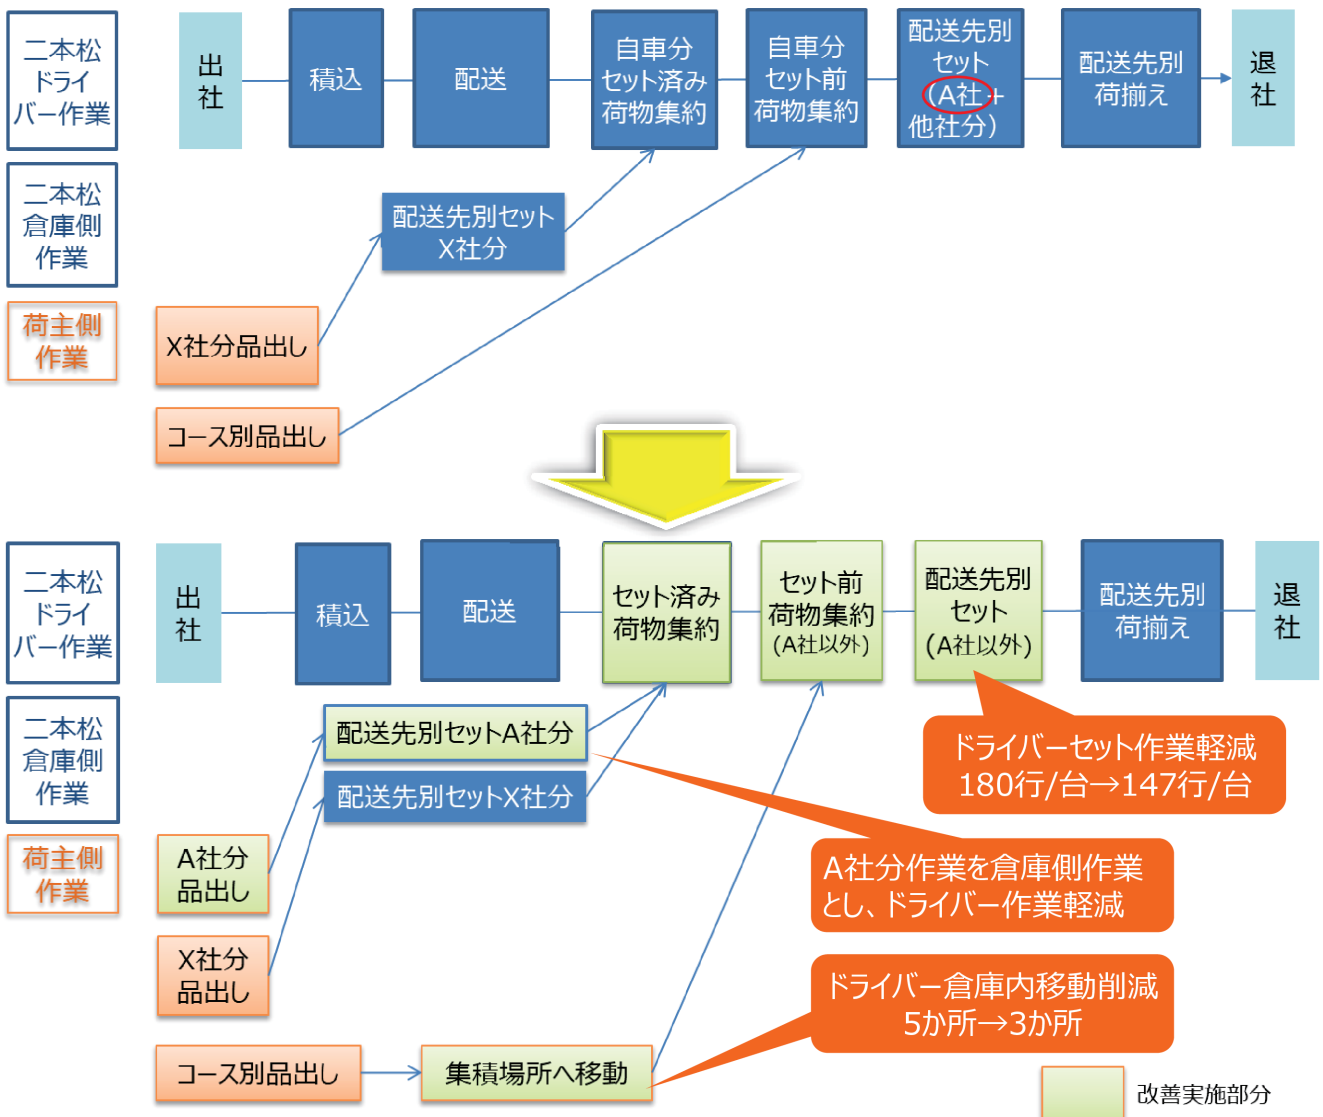 二本松
ドライ
バー作業
出
社
積込
配送
自車分
セット済み
荷物集約
自車分
セット前
荷物集約
配送先別
セット
(A社+
他社分)
配送先別
荷揃え
退
社
二本松
倉庫側
作業
配送先別セット
X社分
荷主側
作業
X社分品出し
コース別品出し
二本松
ドライ
バー作業
出
社
積込
配送
セット済み
荷物集約
セット前
荷物集約
(A社以外)
配送先別
セット
(A社以外)
配送先別
荷揃え
退
社
二本松
倉庫側
作業
配送先別セットA社分
配送先別セットX社分
ドライバーセット作業軽減
180行/台→147行/台
荷主側
作業
A社分
品出し
A社分作業を倉庫側作業
とし、ドライバー作業軽減
X社分
品出し
ドライバー倉庫内移動削減
5か所→3か所
コース別品出し
集積場所へ移動
改善実施部分